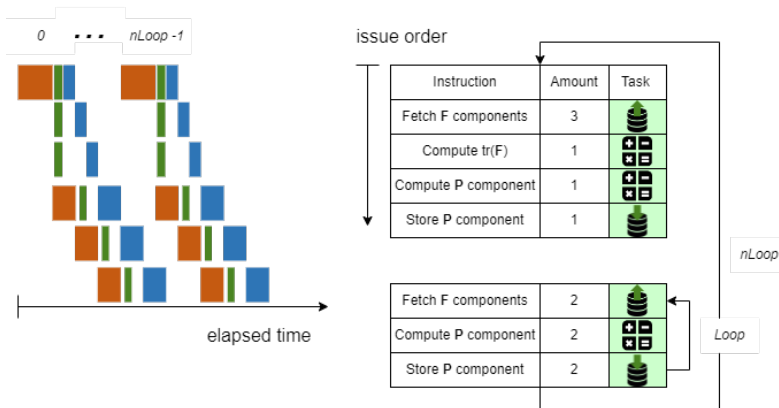 0 ... nLoop -1
issue order
Instruction Amount Task
Fetch F components 3
Compute tr(F) 1
Compute P component 1
Store P component 1
nLoop
Fetch F components 2
Compute P component 2
Loop
Store P component 2
elapsed time